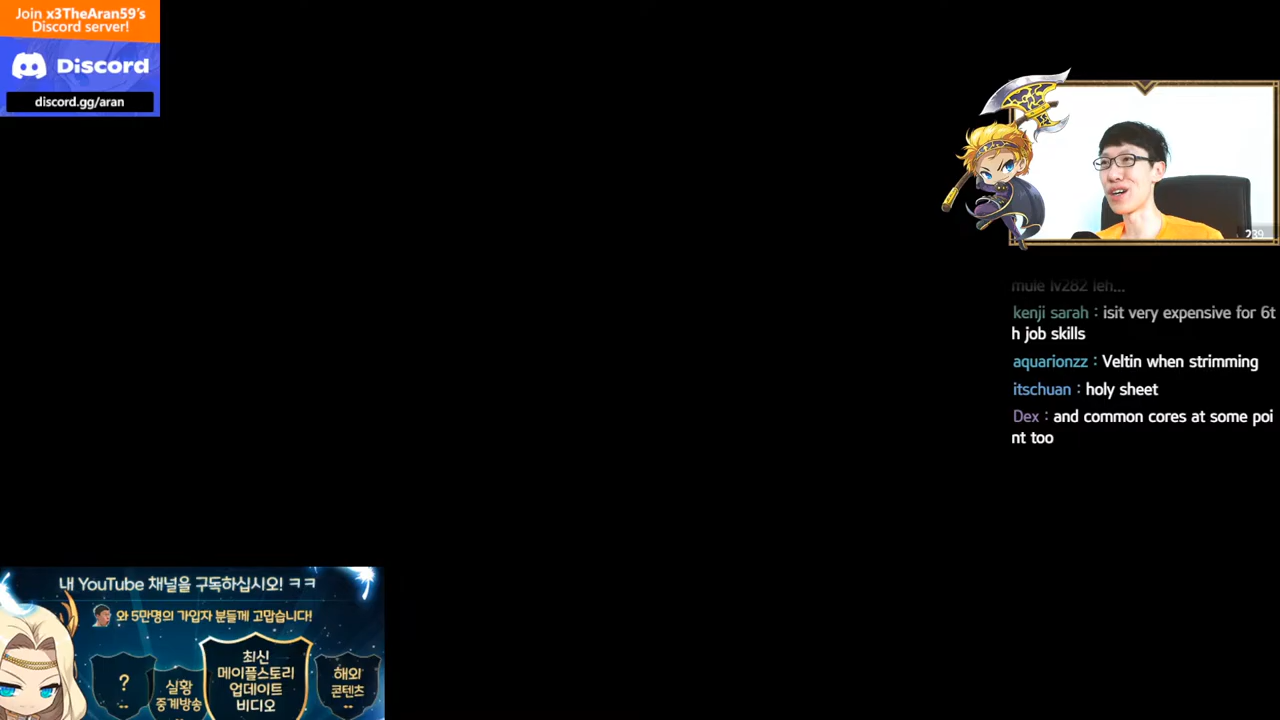 Join x3TheAran59's
Discord server!
Discord
discord.gg/aran
239
mule lv282 leh...
kenji sarah : isit very expensive for 6t
h job skills
aquarionzz : Veltin when strimming
itschuan : holy sheet
Dex : and common cores at some poi
nt too
내 YouTube 채널을 구독하십시오! ㅋㅋ
와 5만명의 가입자 분들께 고맙습니다!
?
--
실황
중계방송
--
최신
메이플스토리
업데이트
비디오
해외
콘텐츠
--